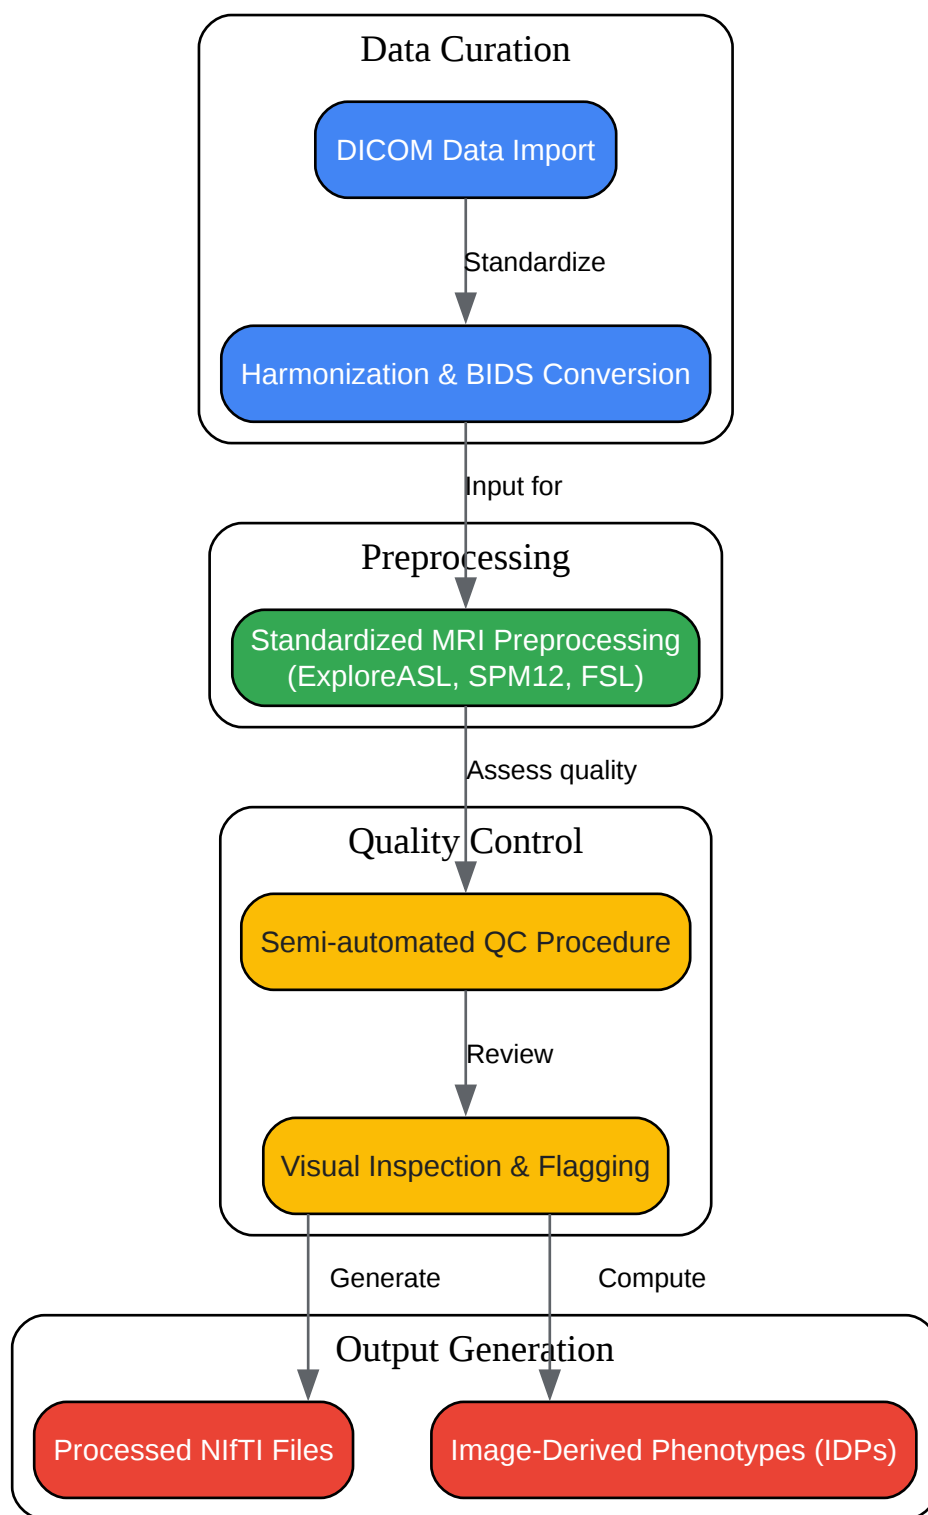 Data Curation
DICOM Data Import
Standardize
Harmonization & BIDS Conversion
Input for
Preprocessing
Standardized MRI Preprocessing
(ExploreASL, SPM12, FSL)
Assess quality
Quality Control
Semi-automated QC Procedure
Review
Visual Inspection & Flagging
Generate
Compute
Output Generation
Processed NIfTI Files
Image-Derived Phenotypes (IDPs)